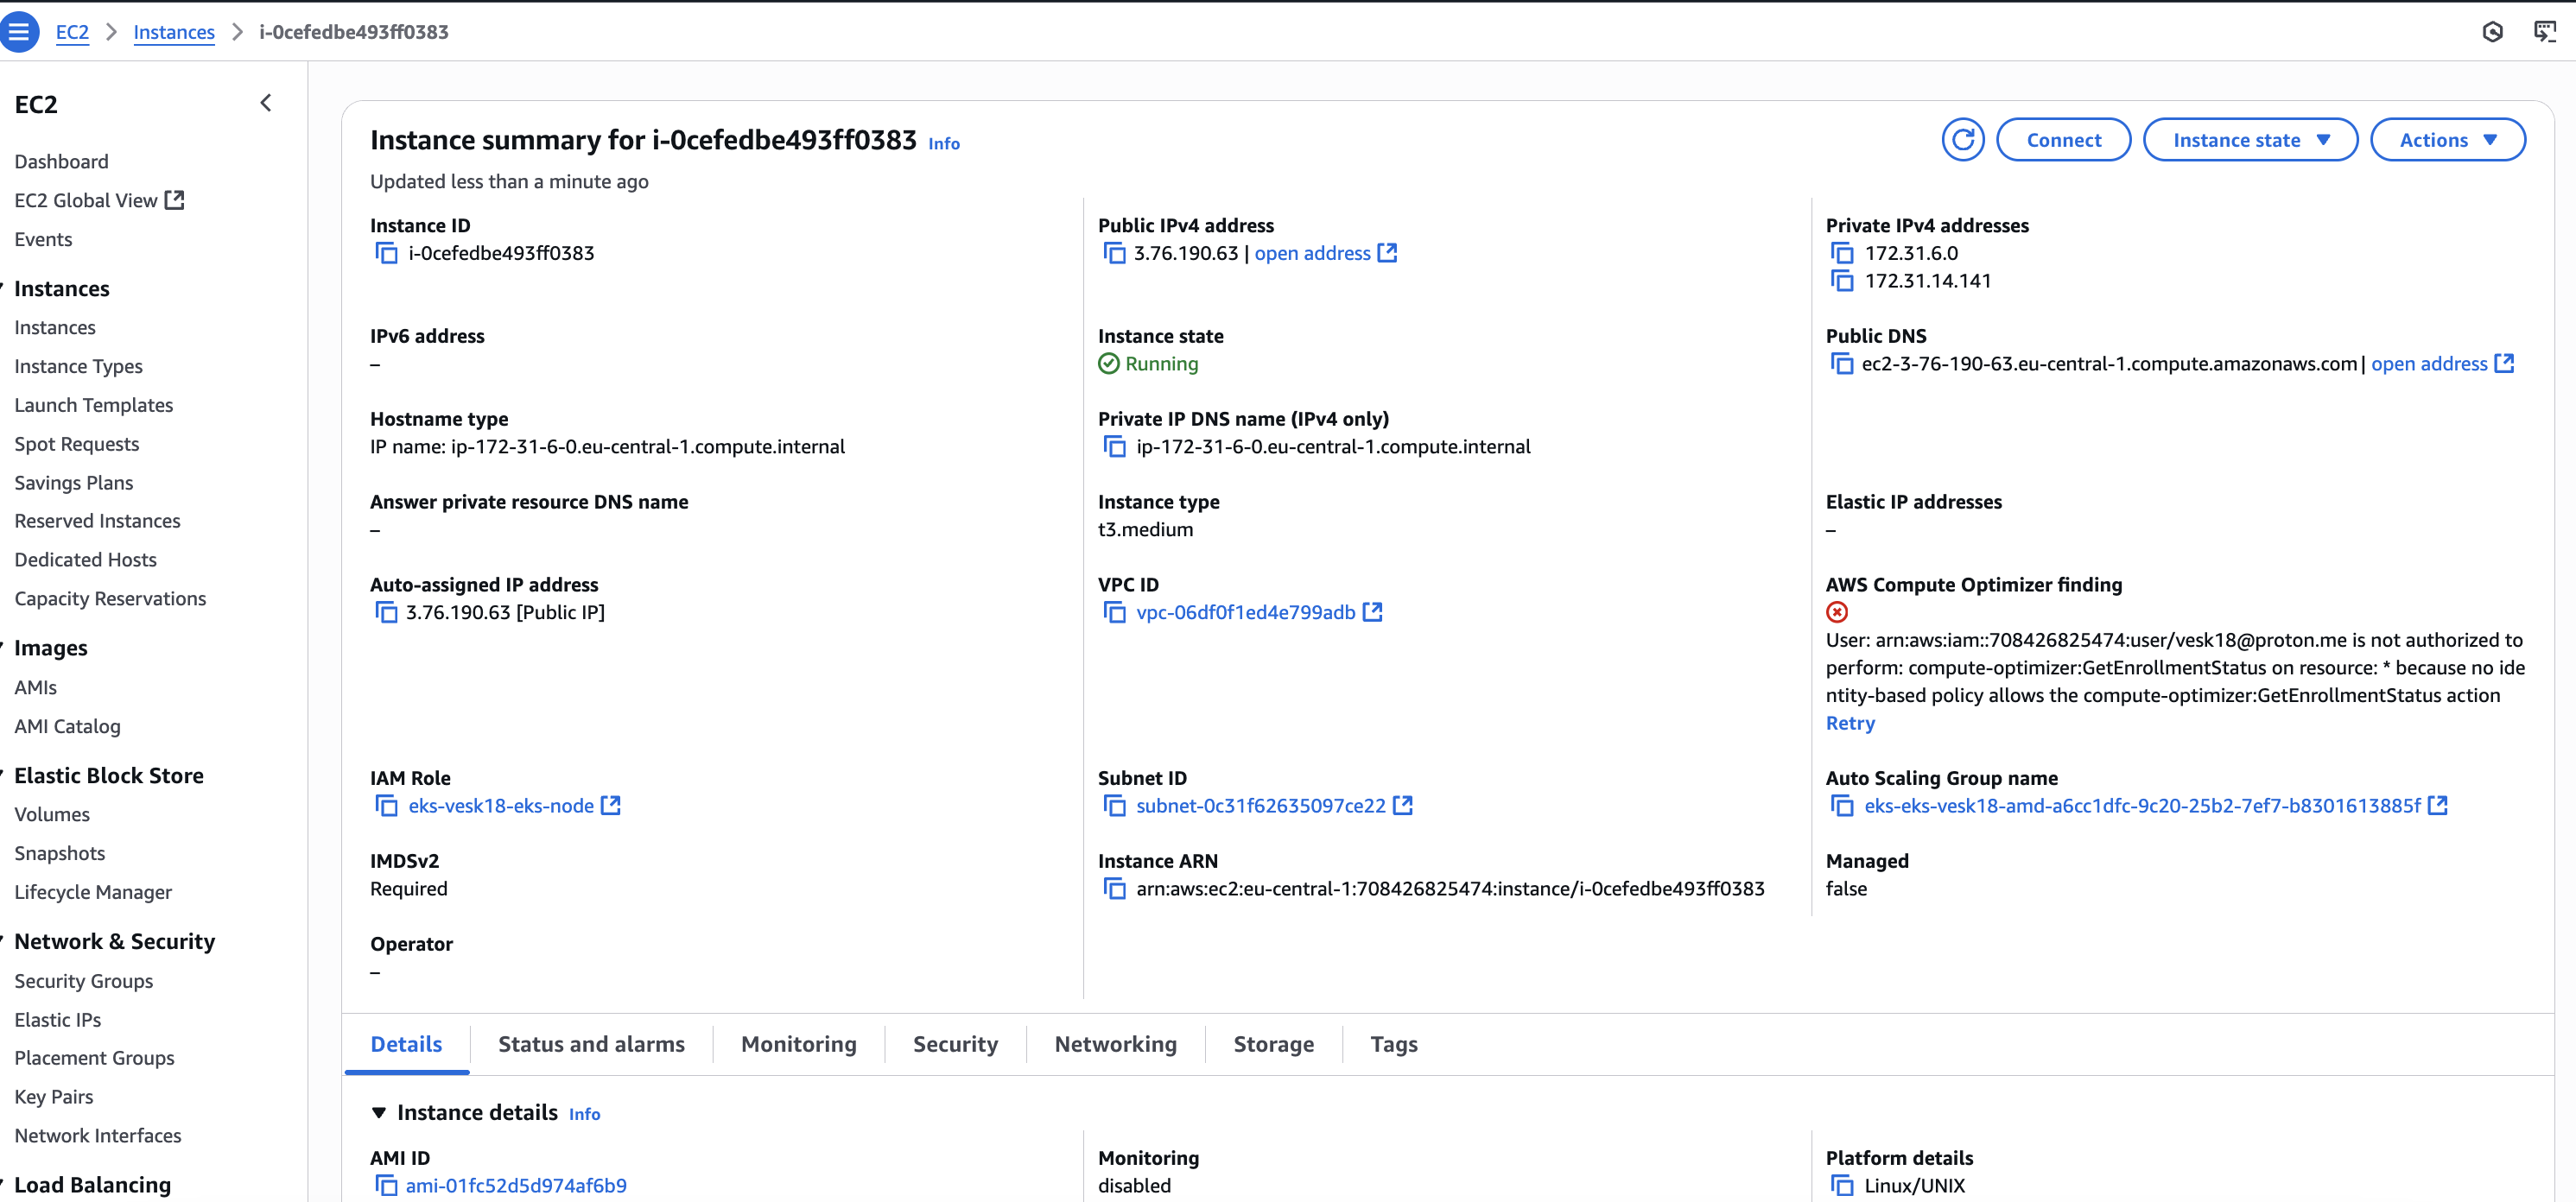 EC2 > Instances > i-0cefedbe493ff0383
EC2
Dashboard
EC2 Global View
Events
Instances
Instances
Instance Types
Launch Templates
Spot Requests
Savings Plans
Reserved Instances
Dedicated Hosts
Capacity Reservations
Images
AMIs
AMI Catalog
Elastic Block Store
Volumes
Snapshots
Lifecycle Manager
Network & Security
Security Groups
Elastic IPs
Placement Groups
Key Pairs
Network Interfaces
Load Balancing
Instance summary for i-0cefedbe493ff0383 Info
Updated less than a minute ago
Connect
Instance state
Actions
Instance ID
i-0cefedbe493ff0383
Public IPv4 address
3.76.190.63 | open address
Private IPv4 addresses
172.31.6.0
172.31.14.141
IPv6 address
–
Instance state
Running
Public DNS
ec2-3-76-190-63.eu-central-1.compute.amazonaws.com | open address
Hostname type
IP name: ip-172-31-6-0.eu-central-1.compute.internal
Private IP DNS name (IPv4 only)
ip-172-31-6-0.eu-central-1.compute.internal
Answer private resource DNS name
–
Instance type
t3.medium
Elastic IP addresses
–
Auto-assigned IP address
3.76.190.63 [Public IP]
VPC ID
vpc-06df0f1ed4e799adb
AWS Compute Optimizer finding
User: arn:aws:iam::708426825474:user/vesk18@proton.me is not authorized to
perform: compute-optimizer:GetEnrollmentStatus on resource: * because no ide
ntity-based policy allows the compute-optimizer:GetEnrollmentStatus action
Retry
IAM Role
eks-vesk18-eks-node
Subnet ID
subnet-0c31f62635097ce22
Auto Scaling Group name
eks-eks-vesk18-amd-a6cc1dfc-9c20-25b2-7ef7-b8301613885f
IMDSv2
Required
Instance ARN
arn:aws:ec2:eu-central-1:708426825474:instance/i-0cefedbe493ff0383
Managed
false
Operator
–
Details
Status and alarms
Monitoring
Security
Networking
Storage
Tags
Instance details Info
AMI ID
ami-01fc52d5d974af6b9
Monitoring
disabled
Platform details
Linux/UNIX